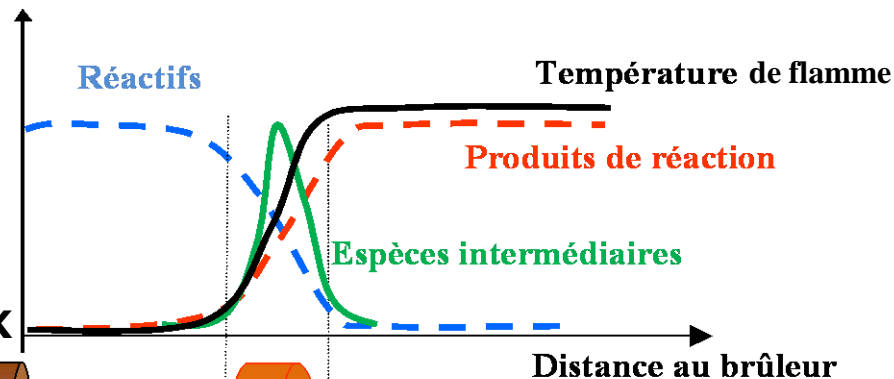 Réactifs
Température de flamme
Produits de réaction
Espèces intermédiaires
K
Distance au brûleur